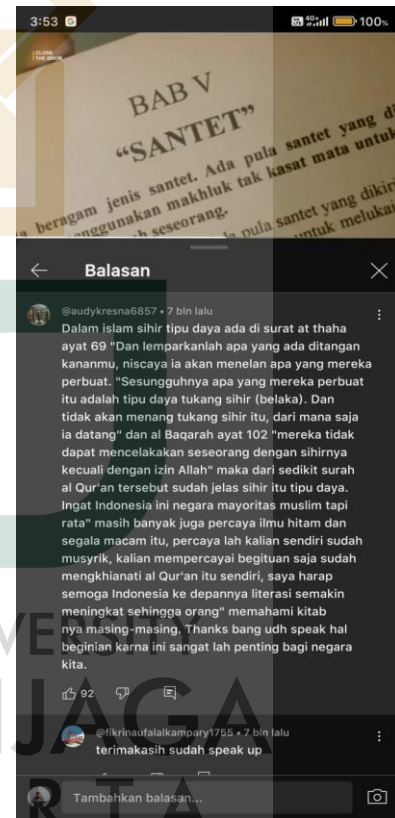 3:53
4G+
100%
CLOSE
THE DOOR
BAB V
"SANTET"
beragam jenis santet. Ada pula santet yang di
enggunakan makhluk tak kasat mata untuk
seseorang.
pula santet yang dikiri
untuk melukai
Balasan
@audykresna6857 • 7 bln lalu
Dalam islam sihir tipu daya ada di surat at thaha
ayat 69 "Dan lemparkanlah apa yang ada ditangan
kananmu, niscaya ia akan menelan apa yang mereka
perbuat. "Sesungguhnya apa yang mereka perbuat
itu adalah tipu daya tukang sihir (belaka). Dan
tidak akan menang tukang sihir itu, dari mana saja
ia datang" dan al Baqarah ayat 102 "mereka tidak
dapat mencelakakan seseorang dengan sihirnya
kecuali dengan izin Allah" maka dari sedikit surah
al Qur'an tersebut sudah jelas sihir itu tipu daya.
Ingat Indonesia ini negara mayoritas muslim tapi
rata" masih banyak juga percaya ilmu hitam dan
segala macam itu, percaya lah kalian sendiri sudah
musyrik, kalian mempercayai begituan saja sudah
mengkhianati al Qur'an itu sendiri, saya harap
semoga Indonesia ke depannya literasi semakin
meningkat sehingga orang" memahami kitab
nya masing-masing. Thanks bang udh speak hal
beginian karna ini sangat lah penting bagi negara
kita.
92
@fikrinaufalalkampary1755 • 7 bln lalu
terimakasih sudah speak up
Tambahkan balasan...
VERSITY
IJAGA
RTA